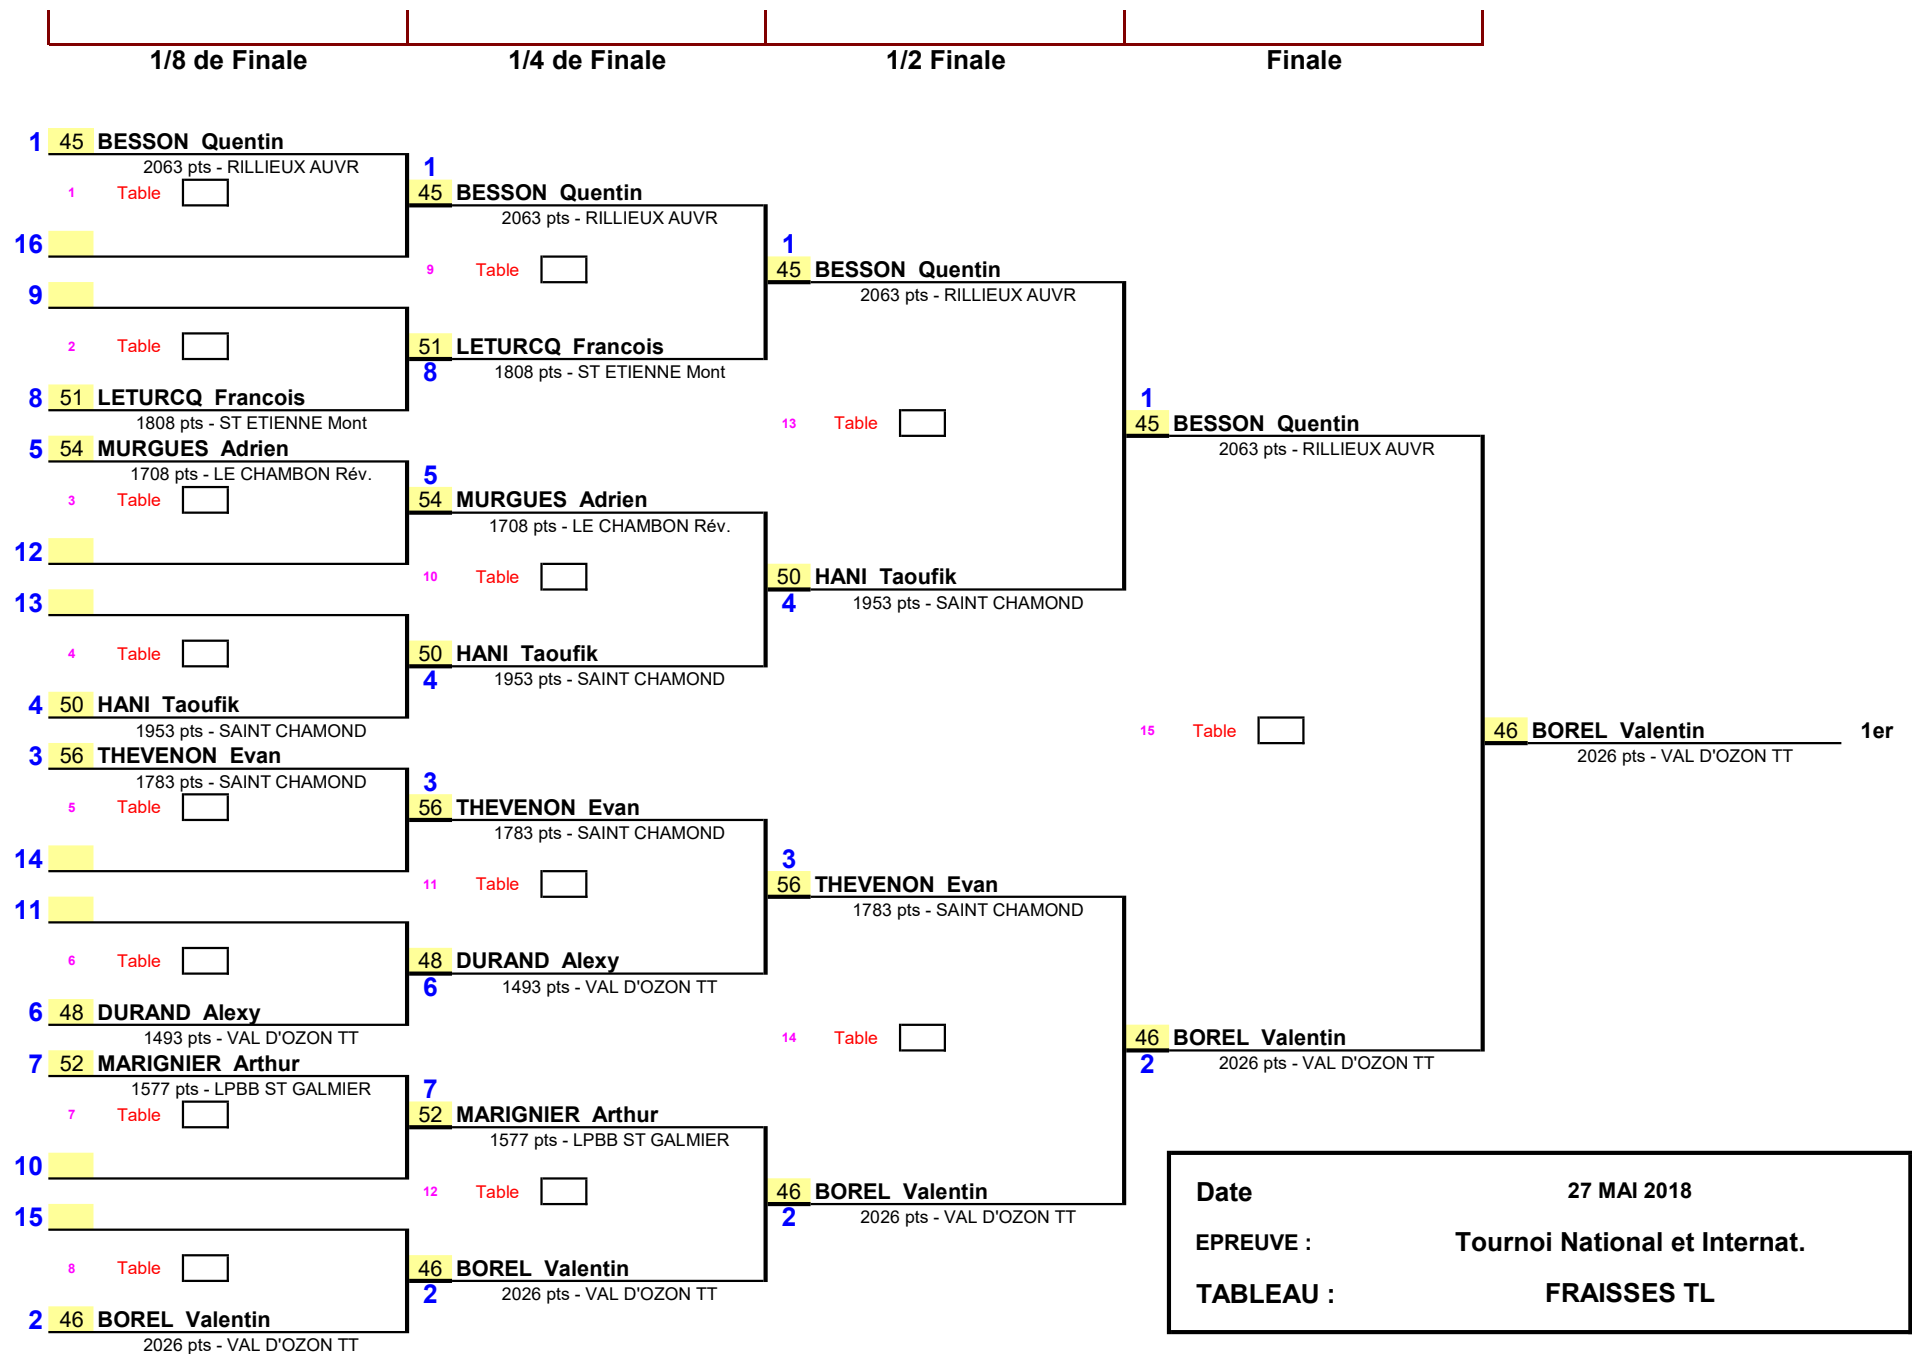 1/8 de Finale
1/4 de Finale
1/2 Finale
Finale
1 45 BESSON Quentin
2063 pts - RILLIEUX AUVR
1 Table
16
9
2 Table
8 51 LETURCQ Francois
1808 pts - ST ETIENNE Mont
5 54 MURGUES Adrien
1708 pts - LE CHAMBON Rév.
3 Table
12
13
4 Table
4 50 HANI Taoufik
1953 pts - SAINT CHAMOND
3 56 THEVENON Evan
1783 pts - SAINT CHAMOND
5 Table
14
11
6 Table
6 48 DURAND Alexy
1493 pts - VAL D'OZON TT
7 52 MARIGNIER Arthur
1577 pts - LPBB ST GALMIER
7 Table
10
15
8 Table
2 46 BOREL Valentin
2026 pts - VAL D'OZON TT
1
45 BESSON Quentin
2063 pts - RILLIEUX AUVR
9 Table
51 LETURCQ Francois
8 1808 pts - ST ETIENNE Mont
5
54 MURGUES Adrien
1708 pts - LE CHAMBON Rév.
10 Table
50 HANI Taoufik
4 1953 pts - SAINT CHAMOND
3
56 THEVENON Evan
1783 pts - SAINT CHAMOND
11 Table
48 DURAND Alexy
6 1493 pts - VAL D'OZON TT
7
52 MARIGNIER Arthur
1577 pts - LPBB ST GALMIER
12 Table
46 BOREL Valentin
2 2026 pts - VAL D'OZON TT
1
45 BESSON Quentin
2063 pts - RILLIEUX AUVR
13 Table
50 HANI Taoufik
4 1953 pts - SAINT CHAMOND
3
56 THEVENON Evan
1783 pts - SAINT CHAMOND
14 Table
46 BOREL Valentin
2 2026 pts - VAL D'OZON TT
1
45 BESSON Quentin
2063 pts - RILLIEUX AUVR
15 Table
46 BOREL Valentin
2 2026 pts - VAL D'OZON TT
46 BOREL Valentin 1er
2026 pts - VAL D'OZON TT
Date 27 MAI 2018
EPREUVE : Tournoi National et Internat.
TABLEAU : FRAISSES TL